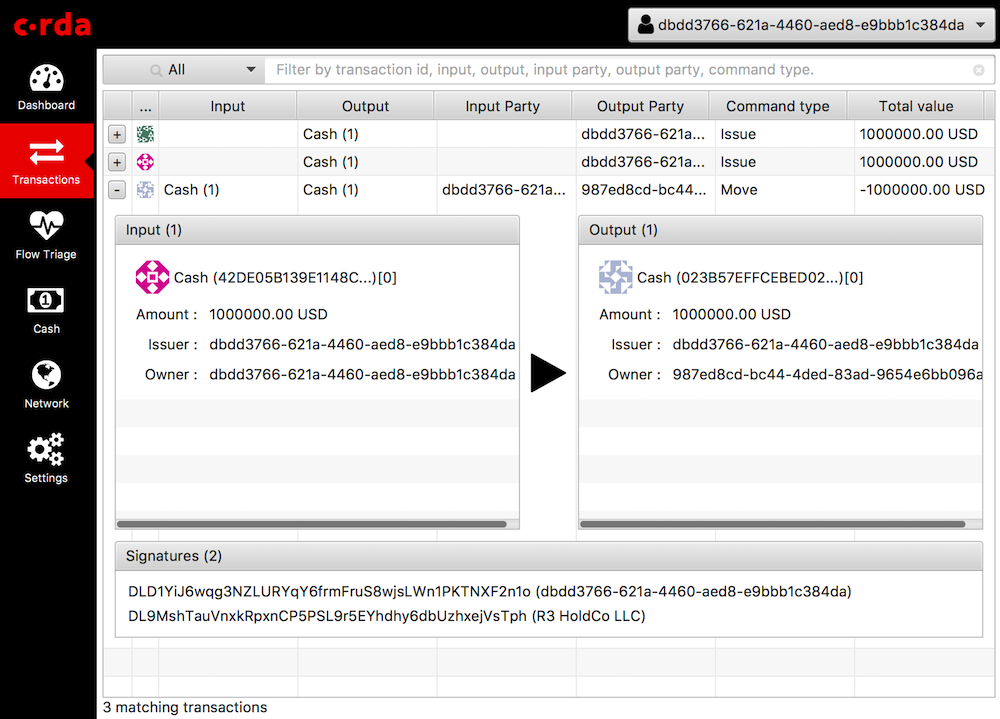 c·rda
dbdd3766-621a-4460-aed8-e9bbb1c384da
Dashboard
Transactions
Flow Triage
1
Cash
Network
Settings
All
Filter by transaction id, input, output, input party, output party, command type.
... Input Output Input Party Output Party Command type Total value
+ Cash (1) dbdd3766-621a... Issue 1000000.00 USD
+ Cash (1) dbdd3766-621a... Issue 1000000.00 USD
- Cash (1) Cash (1) dbdd3766-621a... 987ed8cd-bc44... Move -1000000.00 USD
Input (1)
Cash (42DE05B139E1148C...)[0]
Amount : 1000000.00 USD
Issuer : dbdd3766-621a-4460-aed8-e9bbb1c384da
Owner : dbdd3766-621a-4460-aed8-e9bbb1c384da
Output (1)
Cash (023B57EFFCEBED02...)[0]
Amount : 1000000.00 USD
Issuer : dbdd3766-621a-4460-aed8-e9bbb1c384da
Owner : 987ed8cd-bc44-4ded-83ad-9654e6bb096a
Signatures (2)
DLD1YiJ6wqg3NZLURYqY6frmFruS8wjsLWn1PKTNXF2n1o (dbdd3766-621a-4460-aed8-e9bbb1c384da)
DL9MshTauVnxkRpxnCP5PSL9r5EYhdhy6dbUzhxejVsTph (R3 HoldCo LLC)
3 matching transactions